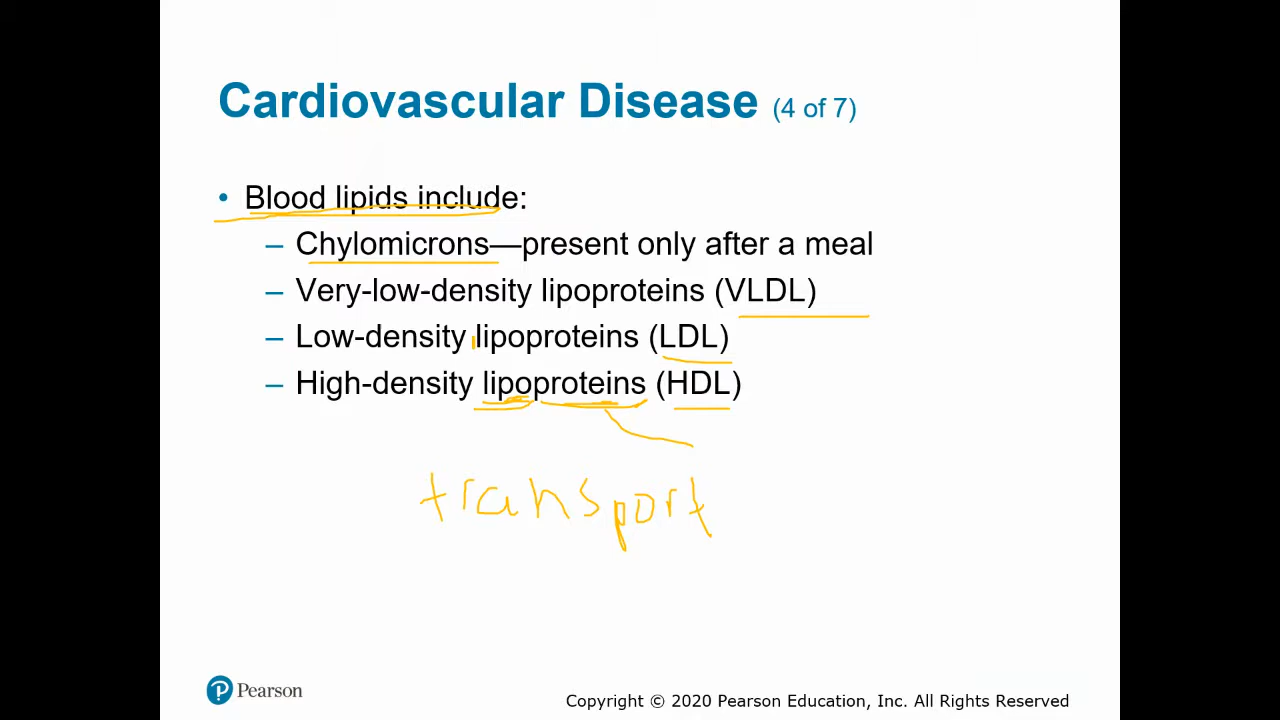 Cardiovascular Disease (4 of 7)
• Blood lipids include:
– Chylomicrons—present only after a meal
– Very-low-density lipoproteins (VLDL)
– Low-density lipoproteins (LDL)
– High-density lipoproteins (HDL)
transport
Pearson
Copyright © 2020 Pearson Education, Inc. All Rights Reserved